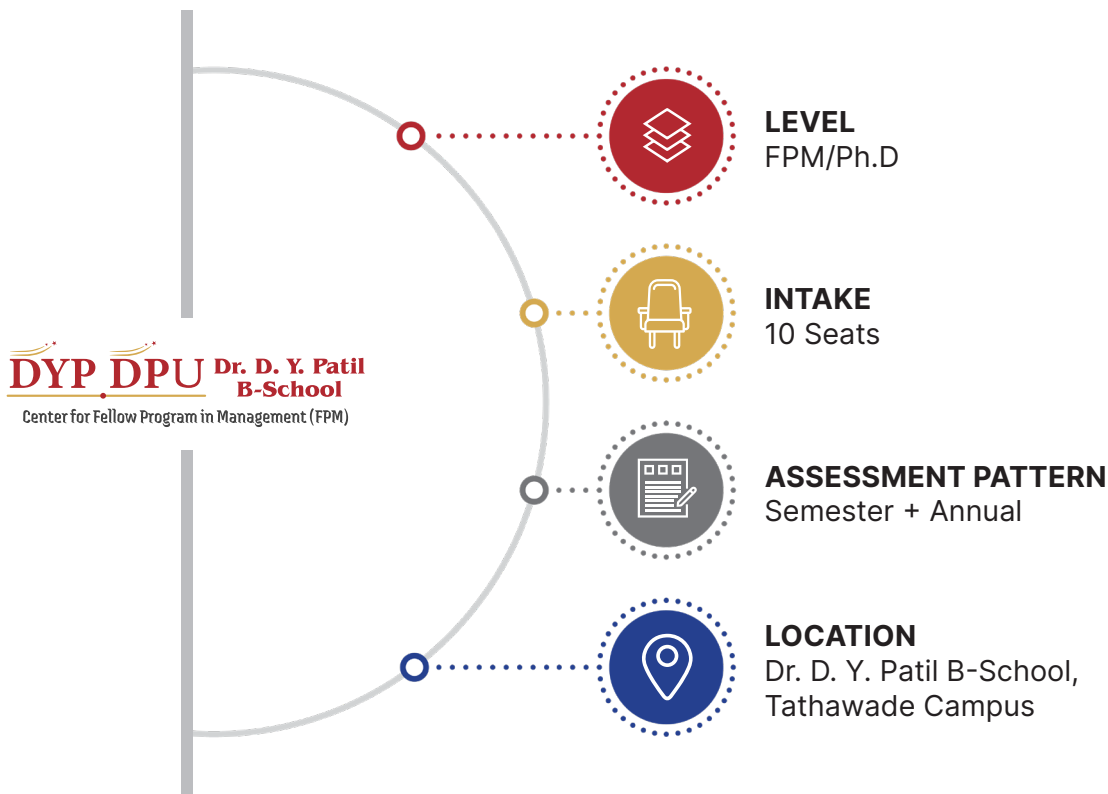 DYP DPU Dr. D. Y. Patil
B-School
Center for Fellow Program in Management (FPM)
LEVEL
FPM/Ph.D
INTAKE
10 Seats
ASSESSMENT PATTERN
Semester + Annual
LOCATION
Dr. D. Y. Patil B-School,
Tathawade Campus